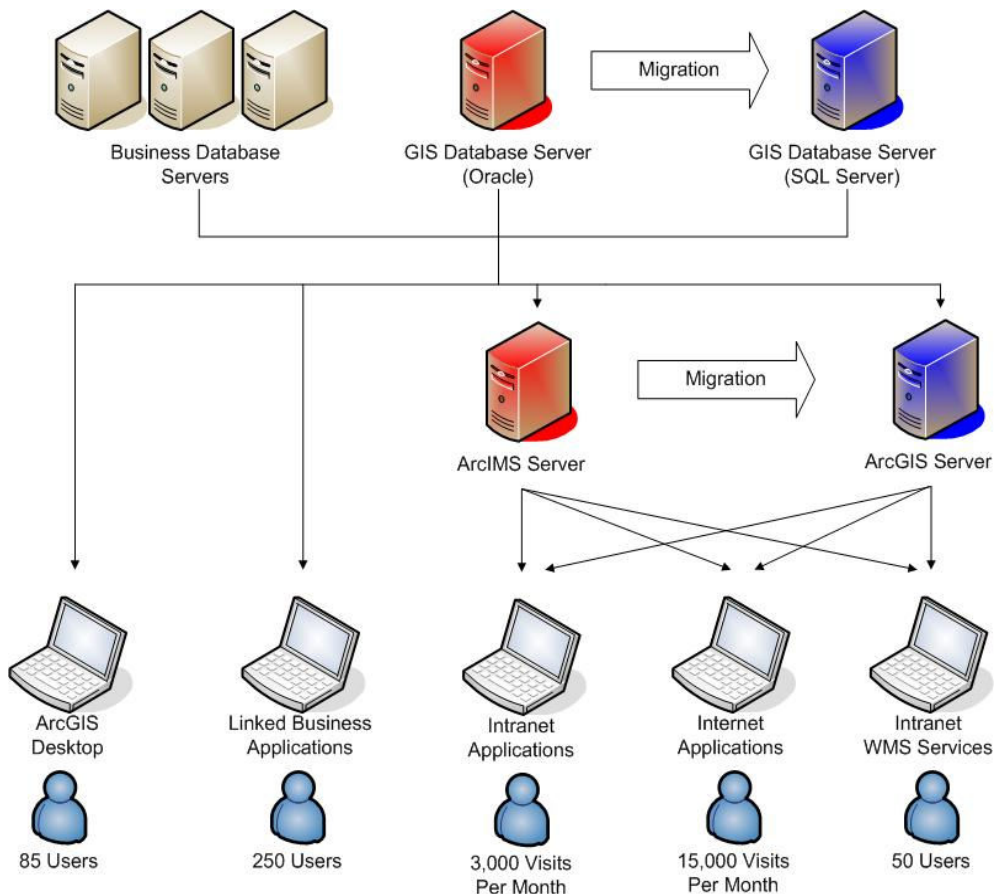 Migration
Business Database
Servers
GIS Database Server
(Oracle)
GIS Database Server
(SQL Server)
Migration
ArcIMS Server
ArcGIS Server
ArcGIS
Desktop
Linked Business
Applications
Intranet
Applications
Internet
Applications
Intranet
WMS Services
85 Users
250 Users
3,000 Visits
Per Month
15,000 Visits
Per Month
50 Users